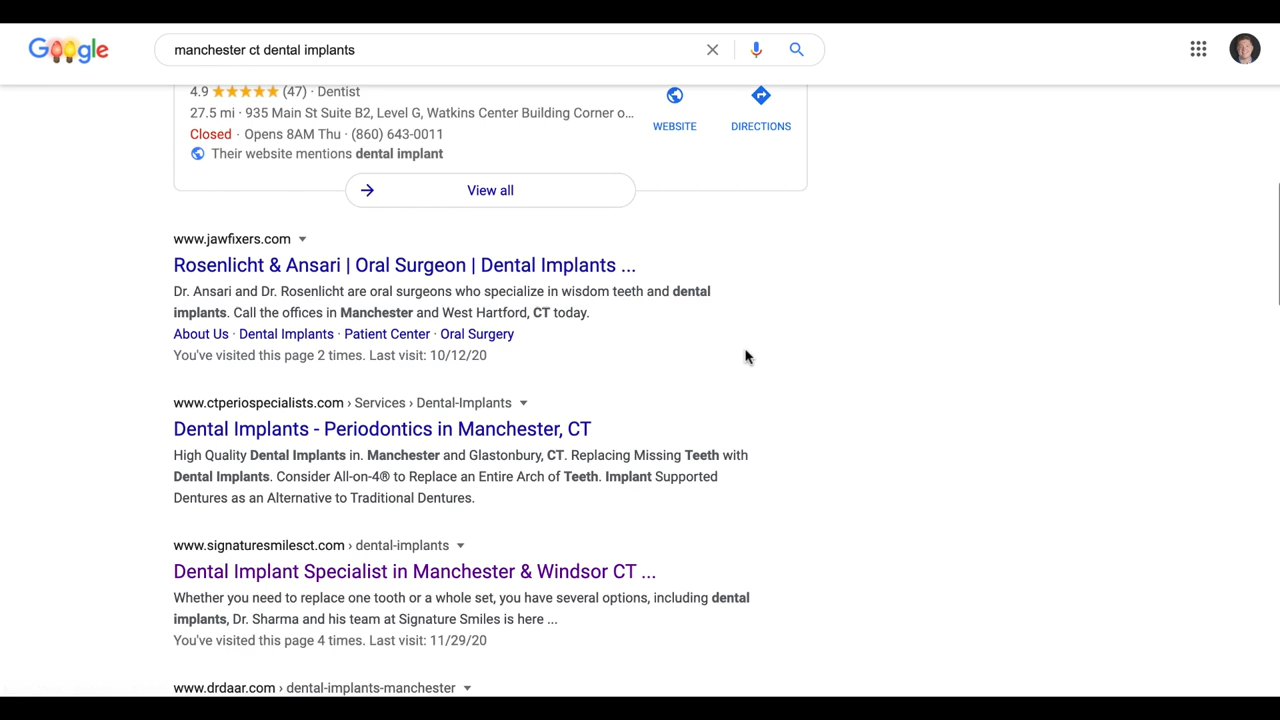 Google
manchester ct dental implants
4.9 ★★★★★ (47) · Dentist
27.5 mi · 935 Main St Suite B2, Level G, Watkins Center Building Corner o...
Closed · Opens 8AM Thu · (860) 643-0011
Their website mentions dental implant
WEBSITE
DIRECTIONS
View all
www.jawfixers.com
Rosenlicht & Ansari | Oral Surgeon | Dental Implants ...
Dr. Ansari and Dr. Rosenlicht are oral surgeons who specialize in wisdom teeth and dental
implants. Call the offices in Manchester and West Hartford, CT today.
About Us · Dental Implants · Patient Center · Oral Surgery
You've visited this page 2 times. Last visit: 10/12/20
www.ctperiospecialists.com › Services › Dental-Implants
Dental Implants - Periodontics in Manchester, CT
High Quality Dental Implants in. Manchester and Glastonbury, CT. Replacing Missing Teeth with
Dental Implants. Consider All-on-4® to Replace an Entire Arch of Teeth. Implant Supported
Dentures as an Alternative to Traditional Dentures.
www.signaturesmilesct.com › dental-implants
Dental Implant Specialist in Manchester & Windsor CT ...
Whether you need to replace one tooth or a whole set, you have several options, including dental
implants, Dr. Sharma and his team at Signature Smiles is here ...
You've visited this page 4 times. Last visit: 11/29/20
www.drdaar.com › dental-implants-manchester